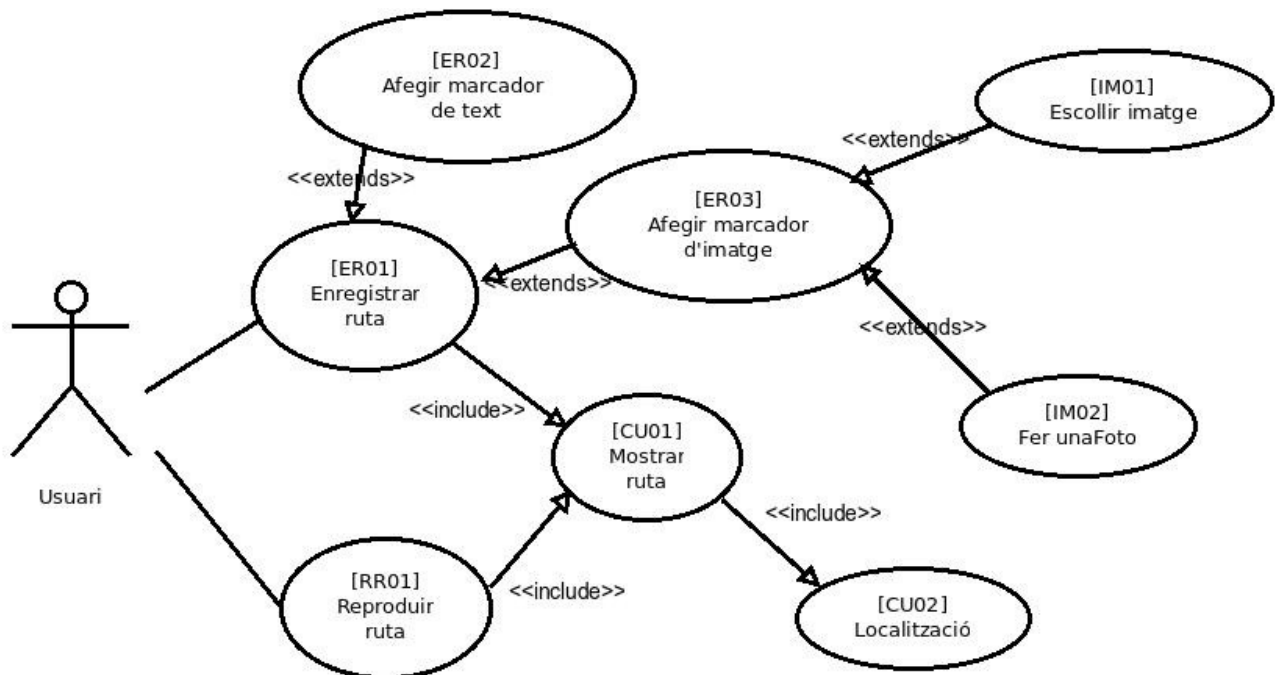 [ER02]
Afegir marcador
de text
[IM01]
Escollir imatge
<<extends>>
<<extends>>
[ER03]
Afegir marcador
d'imatge
[ER01]
Enregistrar
ruta
<<extends>>
<<extends>>
[IM02]
Fer unaFoto
<<include>>
[CU01]
Mostrar
ruta
Usuari
<<include>>
[RR01]
Reproduir
ruta
<<include>>
[CU02]
Localització